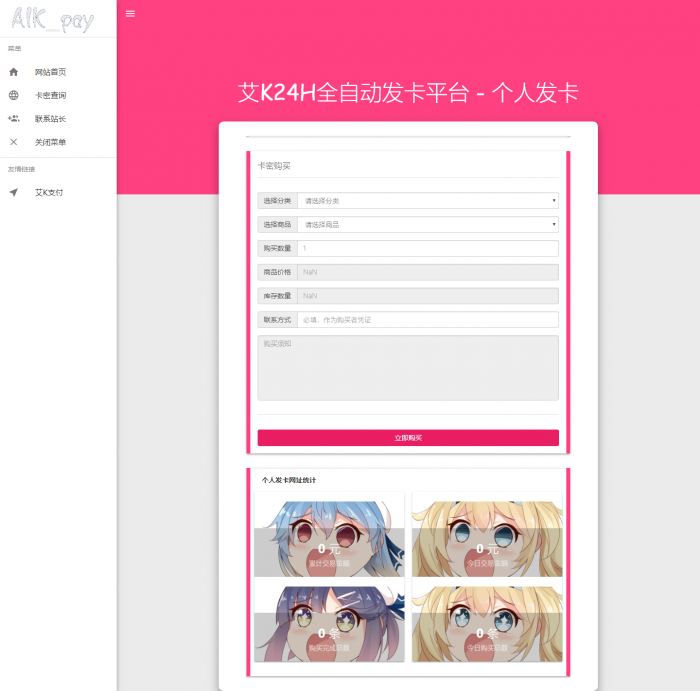 AIK_pay
菜单
网站首页
卡密查询
联系站长
关闭菜单
友情链接
艾K支付
艾K24H全自动发卡平台 - 个人发卡
卡密购买
选择分类 请选择分类
选择商品 请选择商品
购买数量 1
商品价格 NaN
库存数量 NaN
联系方式 必填，作为购买者凭证
购买须知
立即购买
个人发卡网址统计
0 元
累计交易金额
0 元
今日交易金额
0 条
购买完成总数
0 条
今日购买总数